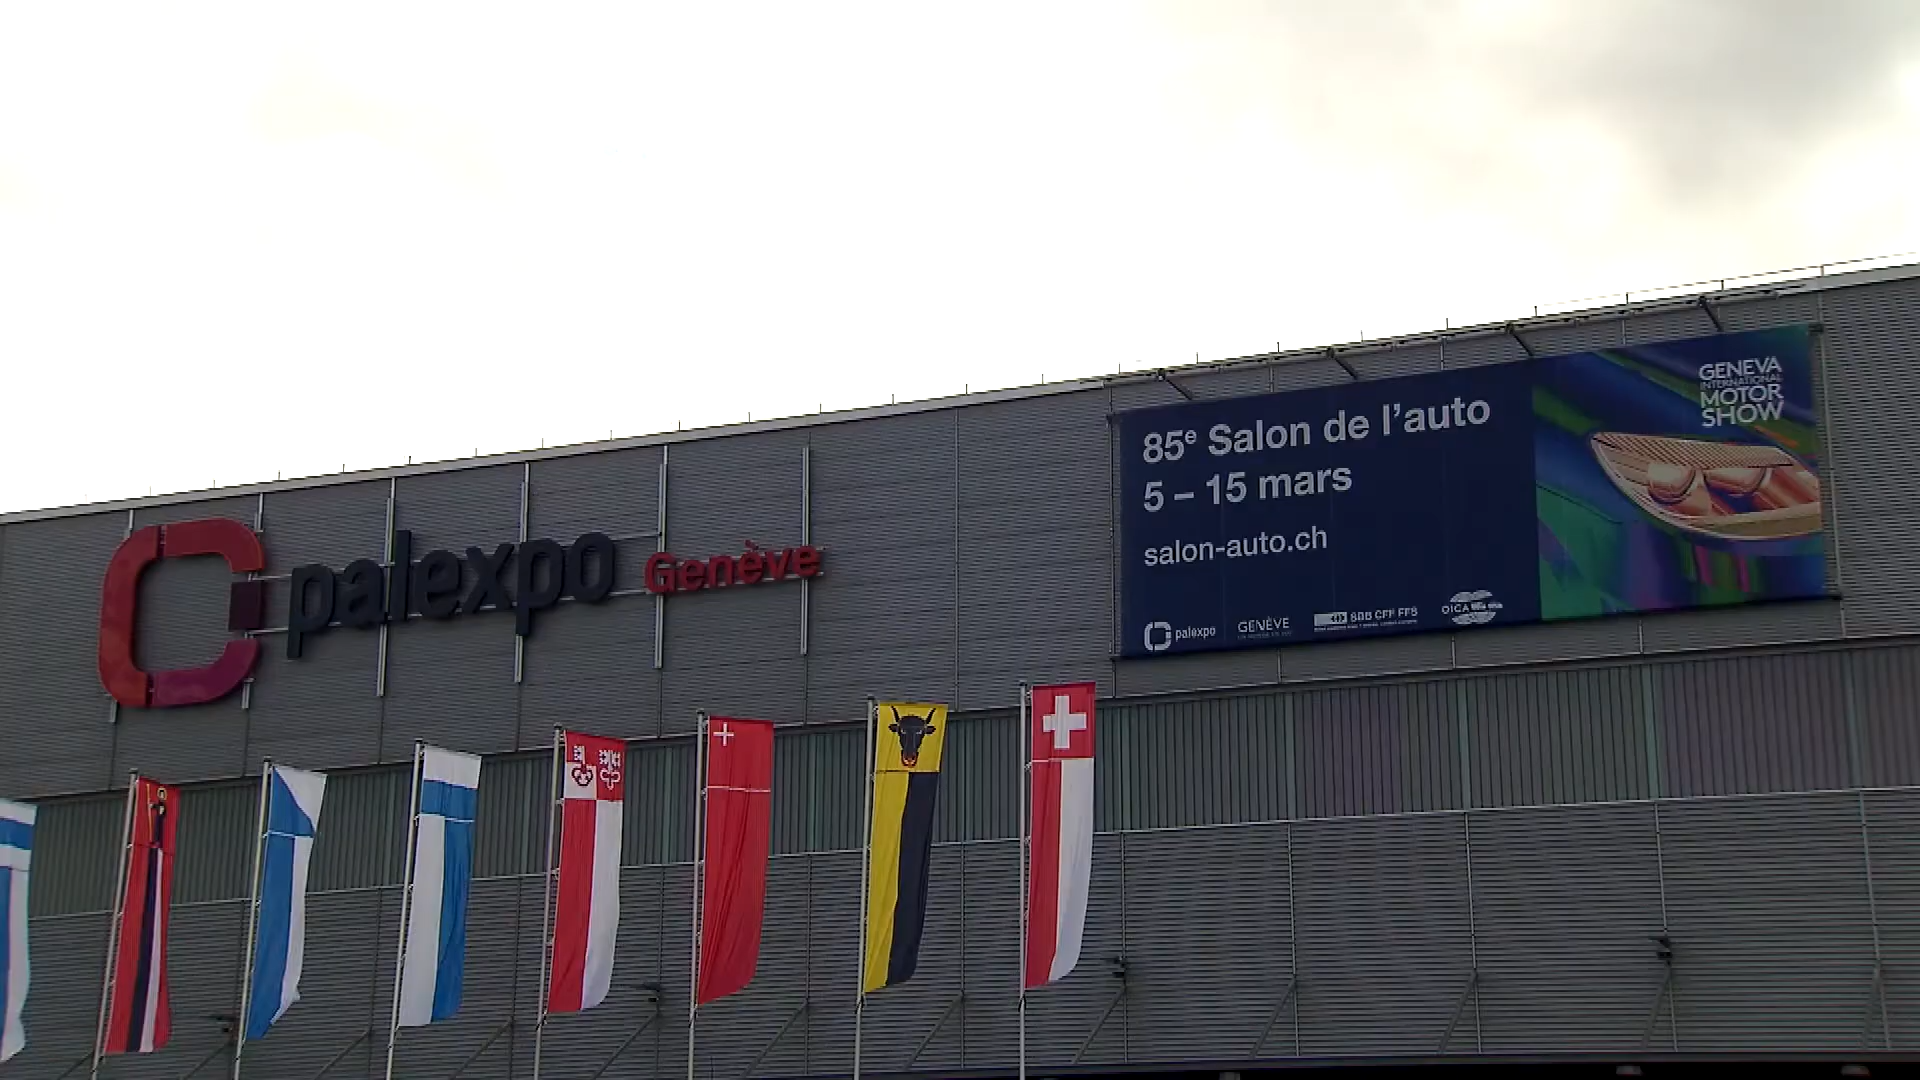 palexpo Genève
85e Salon de l'auto
5 – 15 mars
salon-auto.ch
GENEVA
INTERNATIONAL
MOTOR
SHOW
palexpo
GENÈVE
SBB CFF FFS
OICA